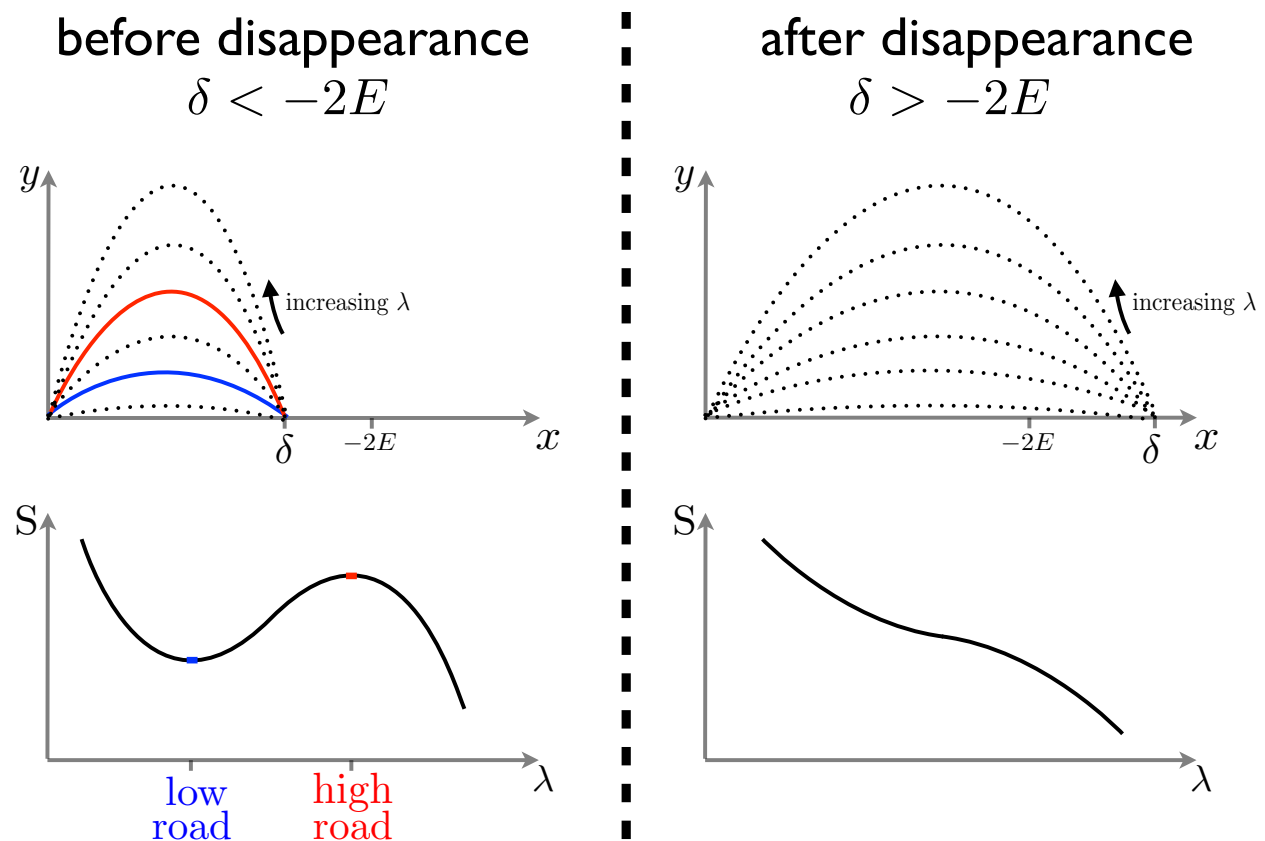 before disappearance
δ < −2E
y
increasing λ
δ
−2E
x
S
low
road
high
road
λ
after disappearance
δ > −2E
y
increasing λ
−2E
δ
x
S
λ